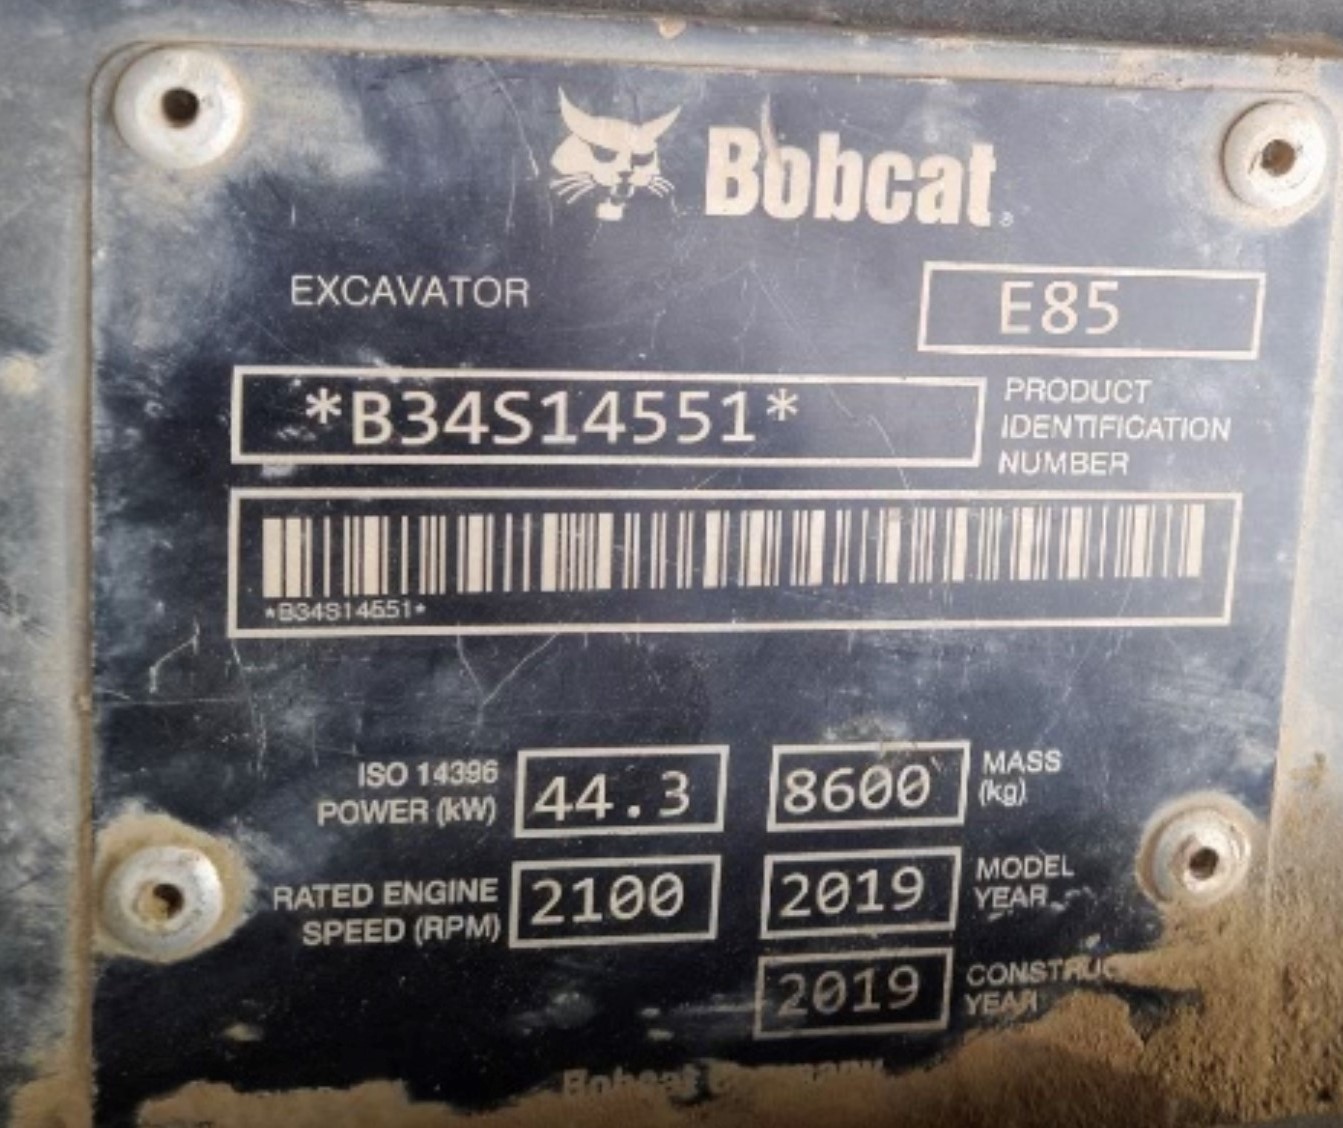 Bobcat®
EXCAVATOR
E85
*B34S14551*
PRODUCT
IDENTIFICATION
NUMBER
*B34S14551*
ISO 14396
POWER (kW)
44.3
8600
MASS
(kg)
RATED ENGINE
SPEED (RPM)
2100
2019
MODEL
YEAR
2019
YEAR
Bobcat